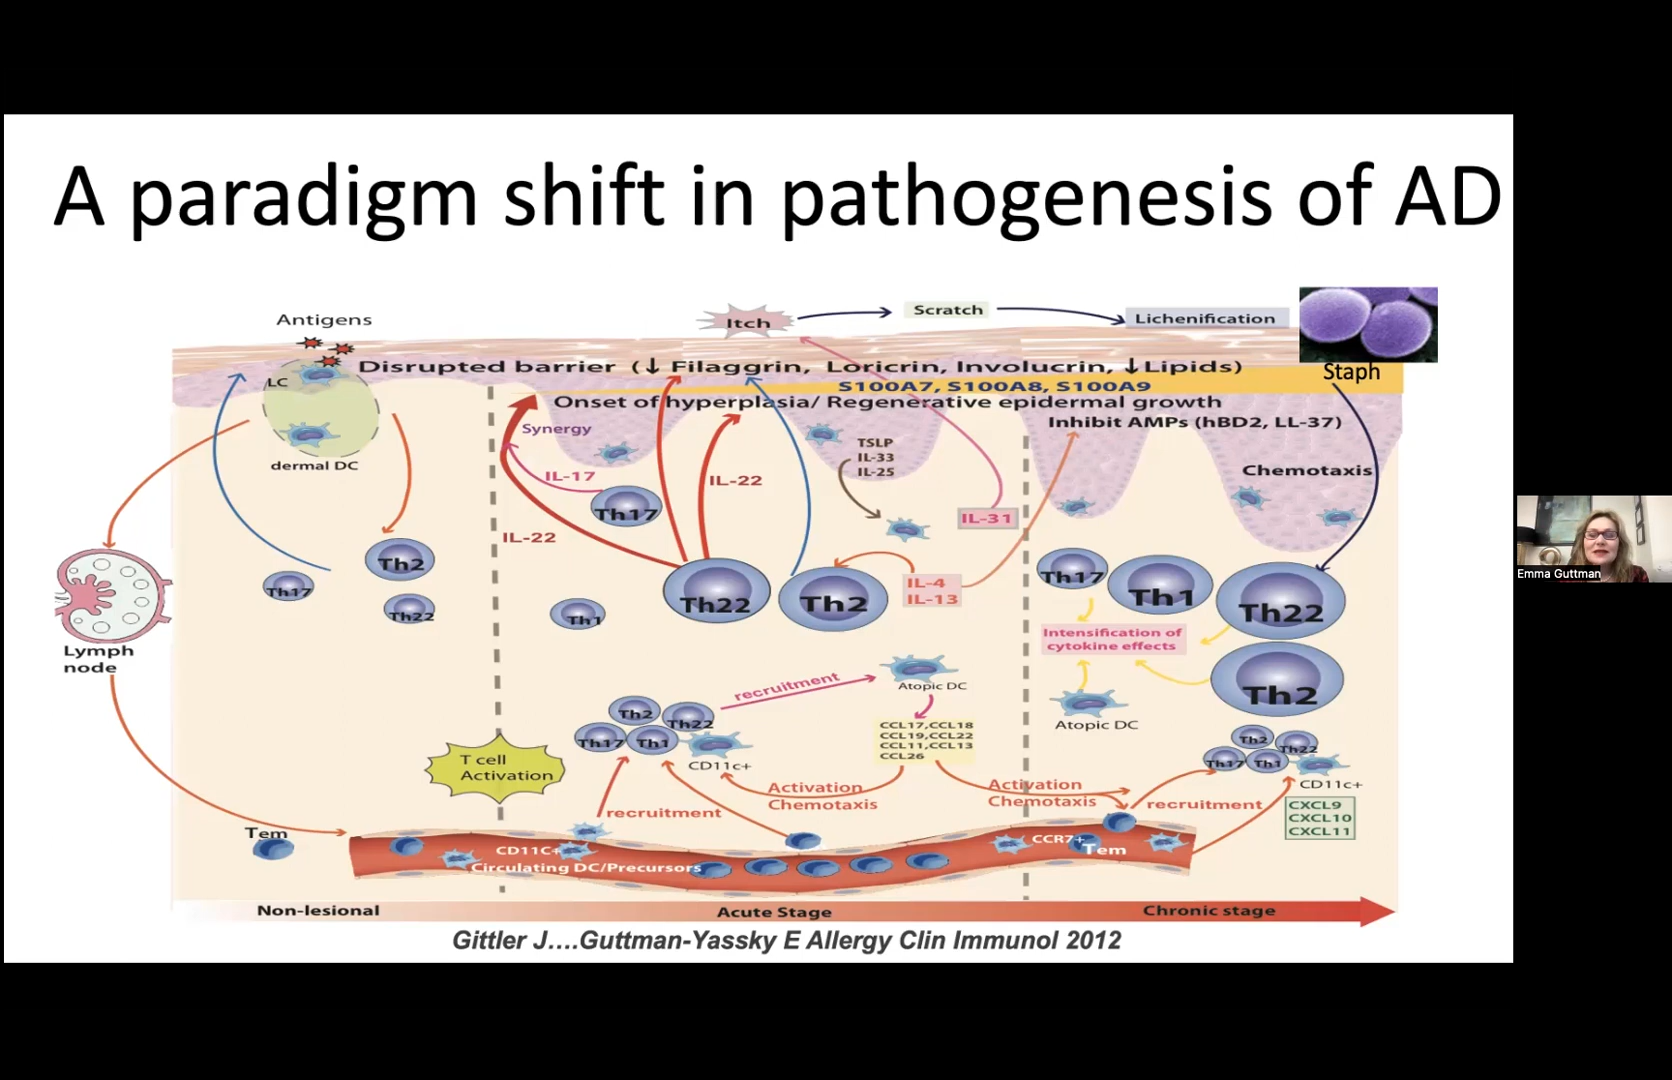 A paradigm shift in pathogenesis of AD
Antigens
Itch
Scratch
Lichenification
Staph
LC
Disrupted barrier (↓ Filaggrin, Loricrin, Involucrin, ↓Lipids)
S100A7, S100A8, S100A9
Onset of hyperplasia/ Regenerative epidermal growth
Inhibit AMPs (hBD2, LL-37)
Synergy
TSLP
IL-33
IL-25
dermal DC
Chemotaxis
IL-17
IL-22
Th17
IL-31
IL-22
Th2
Th17
Th22
Th1
Th22
Th2
IL-4
IL-13
Th17
Th1
Th22
Intensification of
cytokine effects
Th2
Lymph
node
recruitment
Atopic DC
Atopic DC
Th2
Th22
Th17
Th1
CD11c+
CCL17,CCL18
CCL19,CCL22
CCL11,CCL13
CCL26
Th2
Th22
Th17
Th1
CD11c+
T cell
Activation
Activation
Chemotaxis
Activation
Chemotaxis
recruitment
recruitment
CXCL9
CXCL10
CXCL11
Tem
CD11C+
Circulating DC/Precursors
CCR7+
Tem
Non-lesional
Acute Stage
Chronic stage
Gittler J....Guttman-Yassky E Allergy Clin Immunol 2012
Emma Guttman